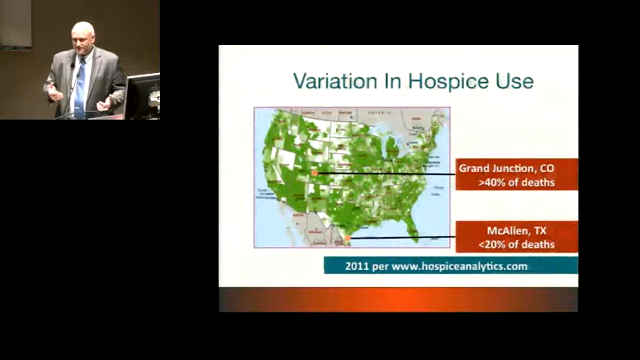 Variation In Hospice Use
Grand Junction, CO
>40% of deaths
McAllen, TX
<20% of deaths
2011 per www.hospiceanalytics.com